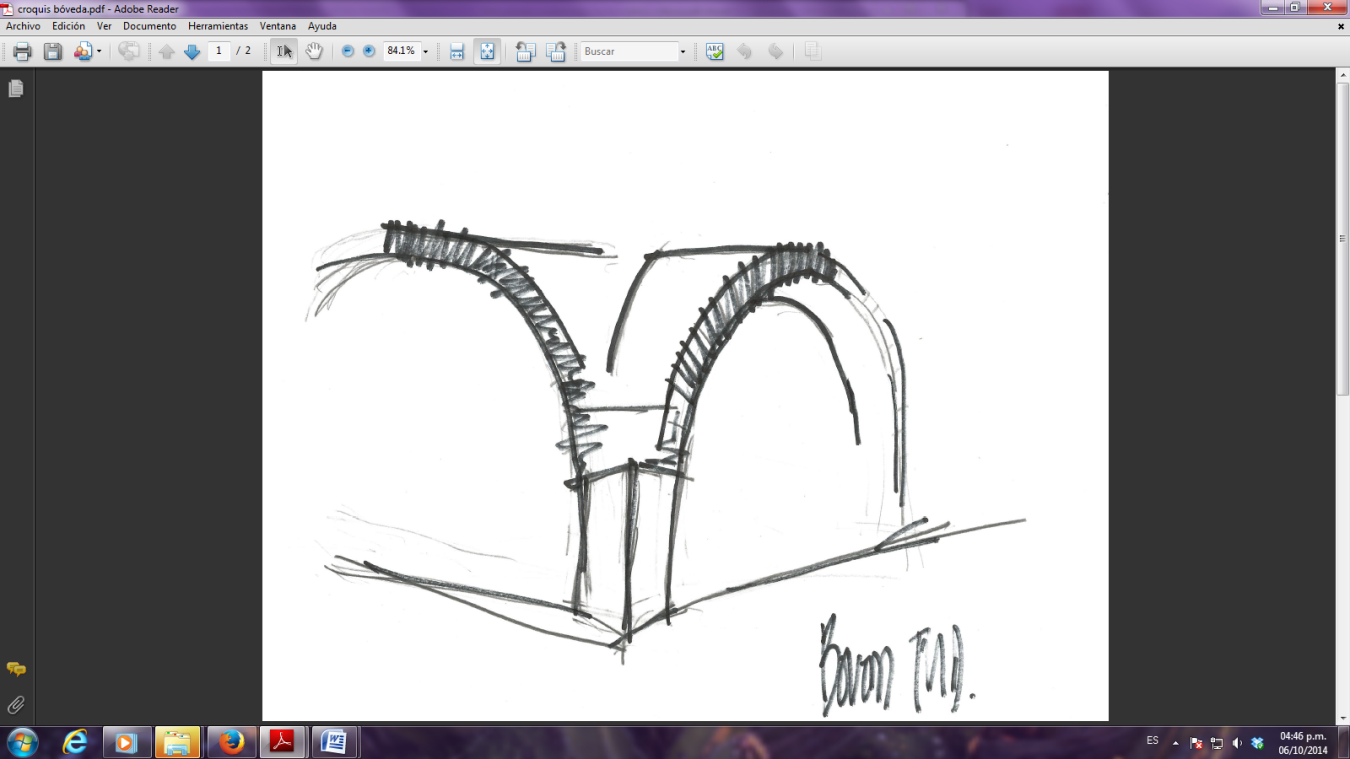 croquis bóveda.pdf - Adobe Reader
Archivo Edición Ver Documento Herramientas Ventana Ayuda
1 / 2 84.1% Buscar
ABC
ES 04:46 p.m.
06/10/2014